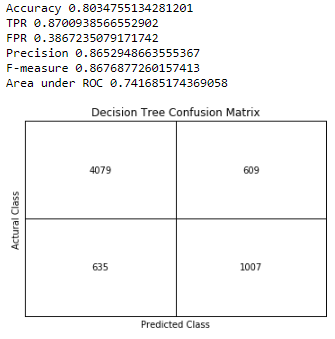 Accuracy 0.8034755134281201
TPR 0.8700938566552902
FPR 0.3867235079171742
Precision 0.8652948663555367
F-measure 0.8676877260157413
Area under ROC 0.741685174369058
Decision Tree Confusion Matrix
Actural Class
4079 609
635 1007
Predicted Class